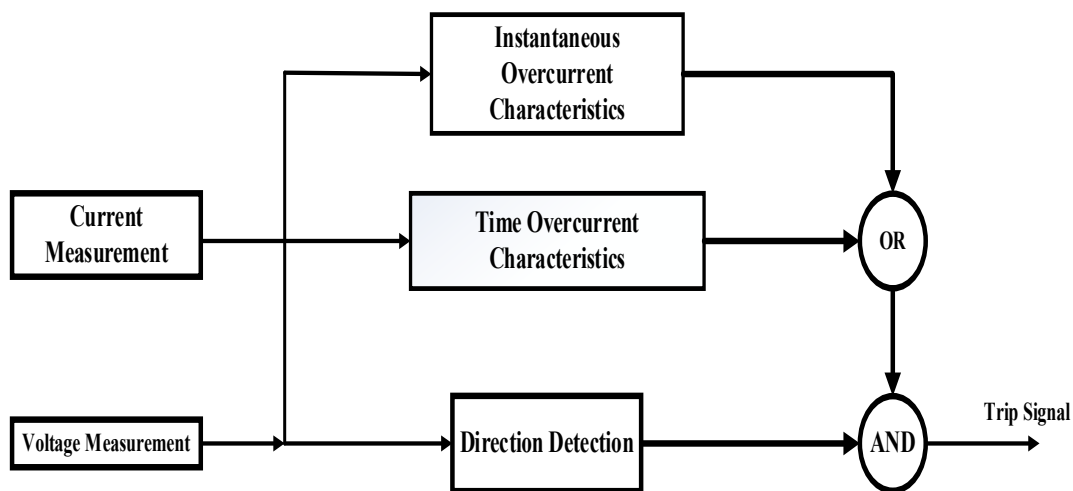 Instantaneous
Overcurrent
Characteristics
Current
Measurement
Time Overcurrent
Characteristics
OR
Voltage Measurement
Direction Detection
AND
Trip Signal